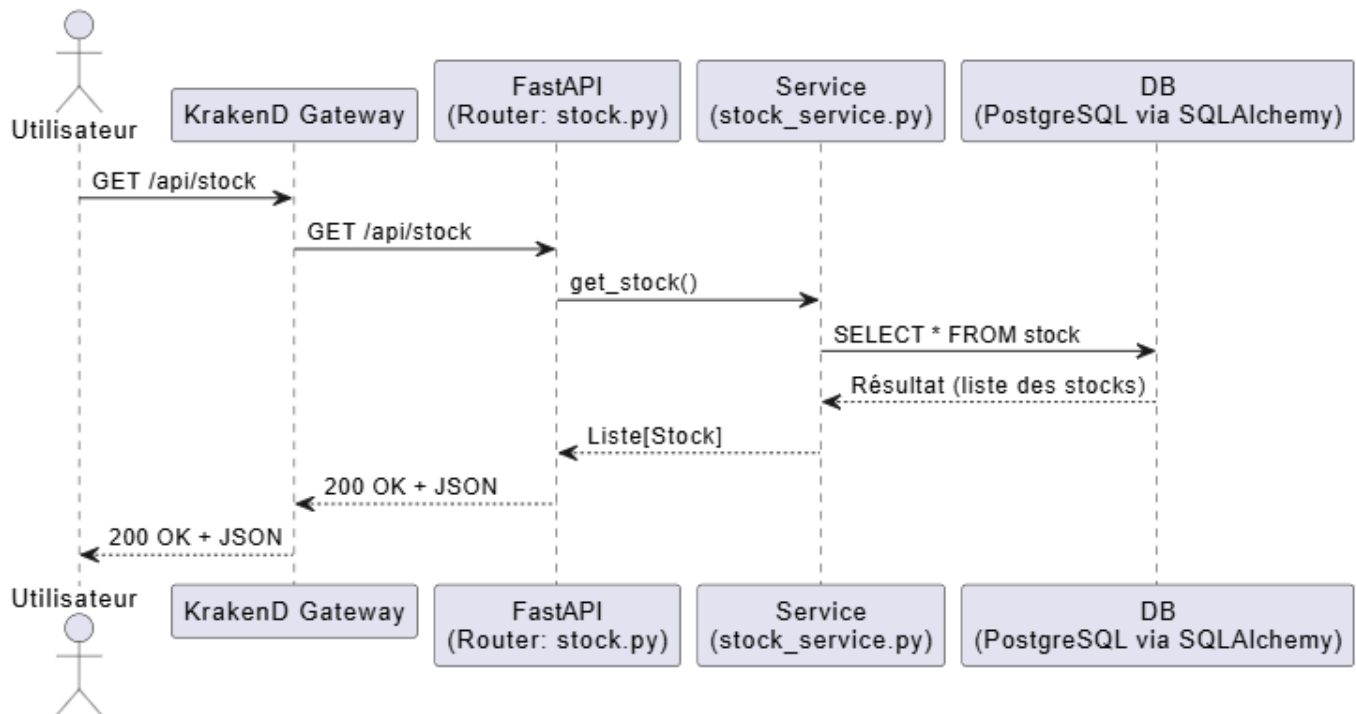 Utilisateur
KrakenD Gateway
FastAPI
(Router: stock.py)
Service
(stock_service.py)
DB
(PostgreSQL via SQLAlchemy)
GET /api/stock
GET /api/stock
get_stock()
SELECT * FROM stock
Résultat (liste des stocks)
Liste[Stock]
200 OK + JSON
200 OK + JSON
Utilisateur
KrakenD Gateway
FastAPI
(Router: stock.py)
Service
(stock_service.py)
DB
(PostgreSQL via SQLAlchemy)